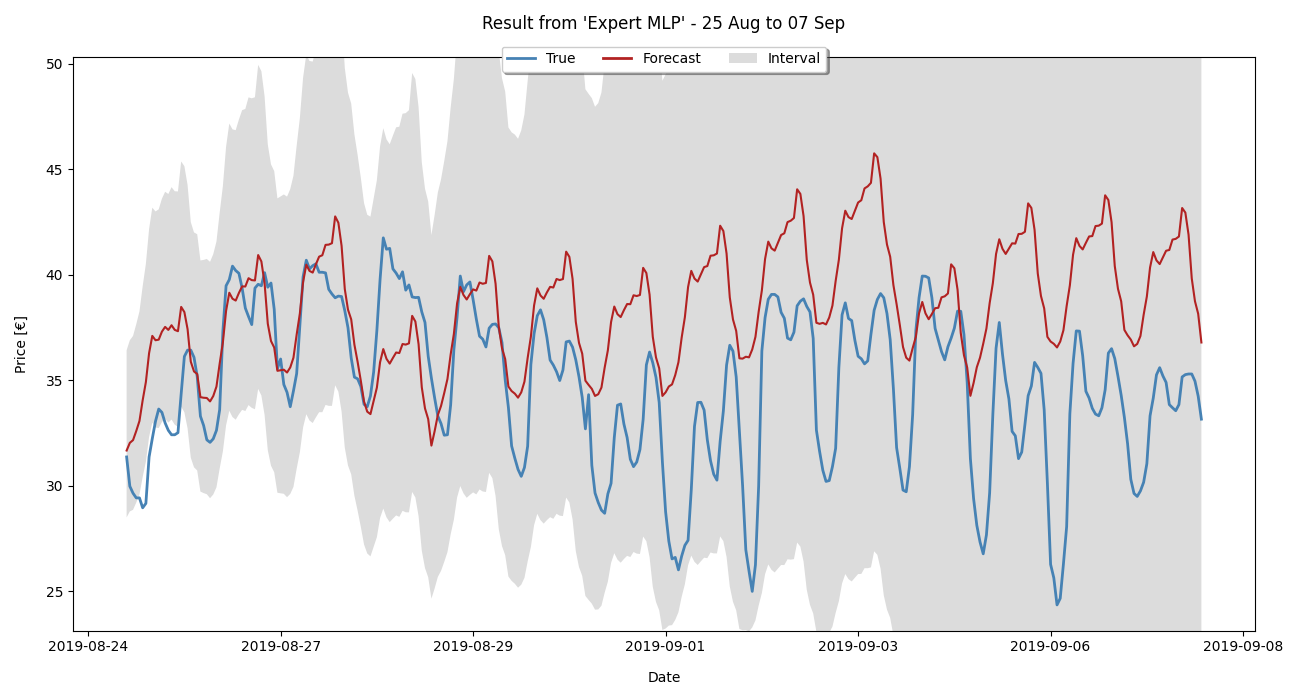 Result from 'Expert MLP' - 25 Aug to 07 Sep
True Forecast Interval
50
45
40
35
30
25
Price [€]
2019-08-24 2019-08-27 2019-08-29 2019-09-01 2019-09-03 2019-09-06 2019-09-08
Date